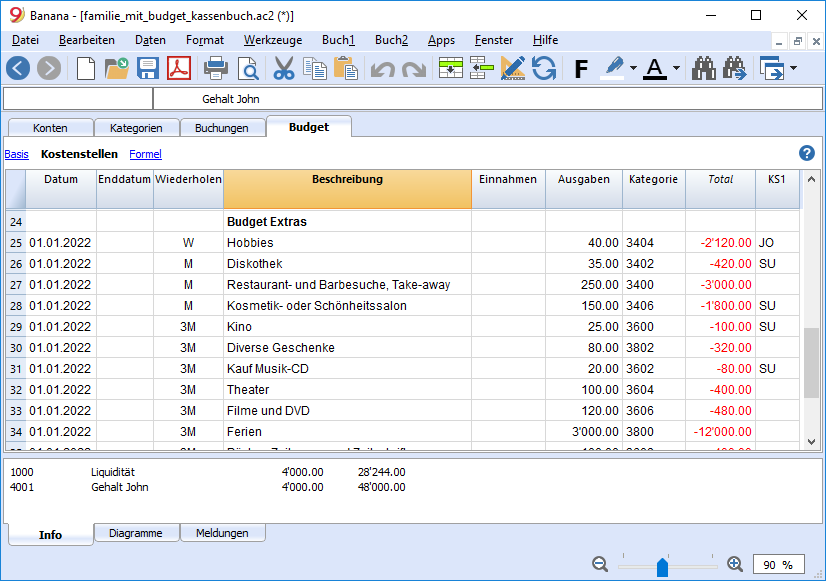 Banana - [familie_mit_budget_kassenbuch.ac2 (*)]
Datei Bearbeiten Daten Format Werkzeuge Buch1 Buch2 Apps Fenster Hilfe
F A
Gehalt John
Konten Kategorien Buchungen Budget
Basis Kostenstellen Formel ?
Datum Enddatum Wiederholen Beschreibung Einnahmen Ausgaben Kategorie Total KS1
24 Budget Extras
25 01.01.2022 W Hobbies 40.00 3404 -2'120.00 JO
26 01.01.2022 M Diskothek 35.00 3402 -420.00 SU
27 01.01.2022 M Restaurant- und Barbesuche, Take-away 250.00 3400 -3'000.00
28 01.01.2022 M Kosmetik- oder Schönheitssalon 150.00 3406 -1'800.00 SU
29 01.01.2022 3M Kino 25.00 3600 -100.00 SU
30 01.01.2022 3M Diverse Geschenke 80.00 3802 -320.00
31 01.01.2022 3M Kauf Musik-CD 20.00 3602 -80.00 SU
32 01.01.2022 3M Theater 100.00 3604 -400.00
33 01.01.2022 3M Filme und DVD 120.00 3606 -480.00
34 01.01.2022 3M Ferien 3'000.00 3800 -12'000.00
1000 Liquidität 4'000.00 28'244.00
4001 Gehalt John 4'000.00 48'000.00
Info Diagramme Meldungen
90 %